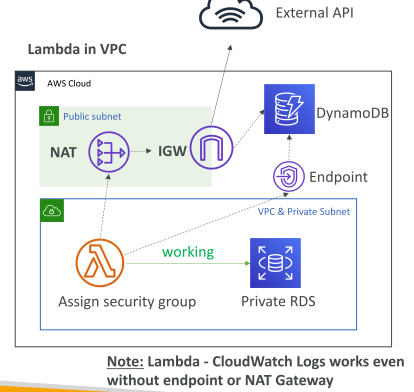 External API
Lambda in VPC
aws
AWS Cloud
Public subnet
DynamoDB
NAT
IGW
Endpoint
VPC & Private Subnet
working
Assign security group
Private RDS
Note: Lambda - CloudWatch Logs works even
without endpoint or NAT Gateway